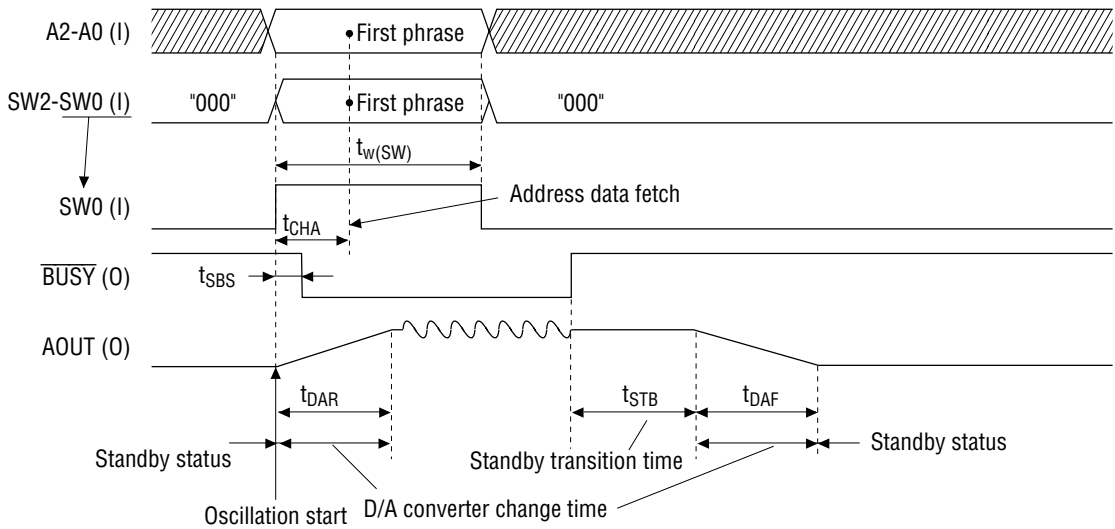 A2-A0 (I)
First phrase
SW2-SW0 (I)
"000"
First phrase
"000"
tw(SW)
SW0 (I)
Address data fetch
tCHA
BUSY (O)
tSBS
AOUT (O)
tDAR
tSTB
tDAF
Standby status
Standby transition time
Standby status
Oscillation start
D/A converter change time